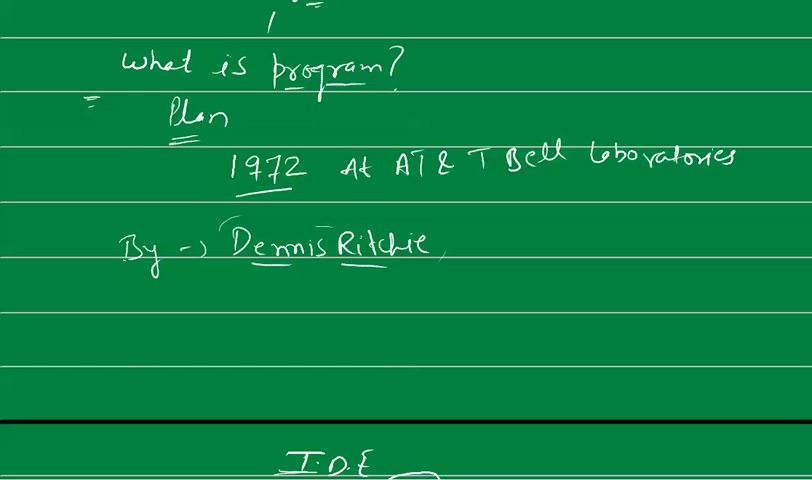 What is program?
Plan
1972 At AT & T Bell Laboratories
By → Dennis Ritchie
I.D.E